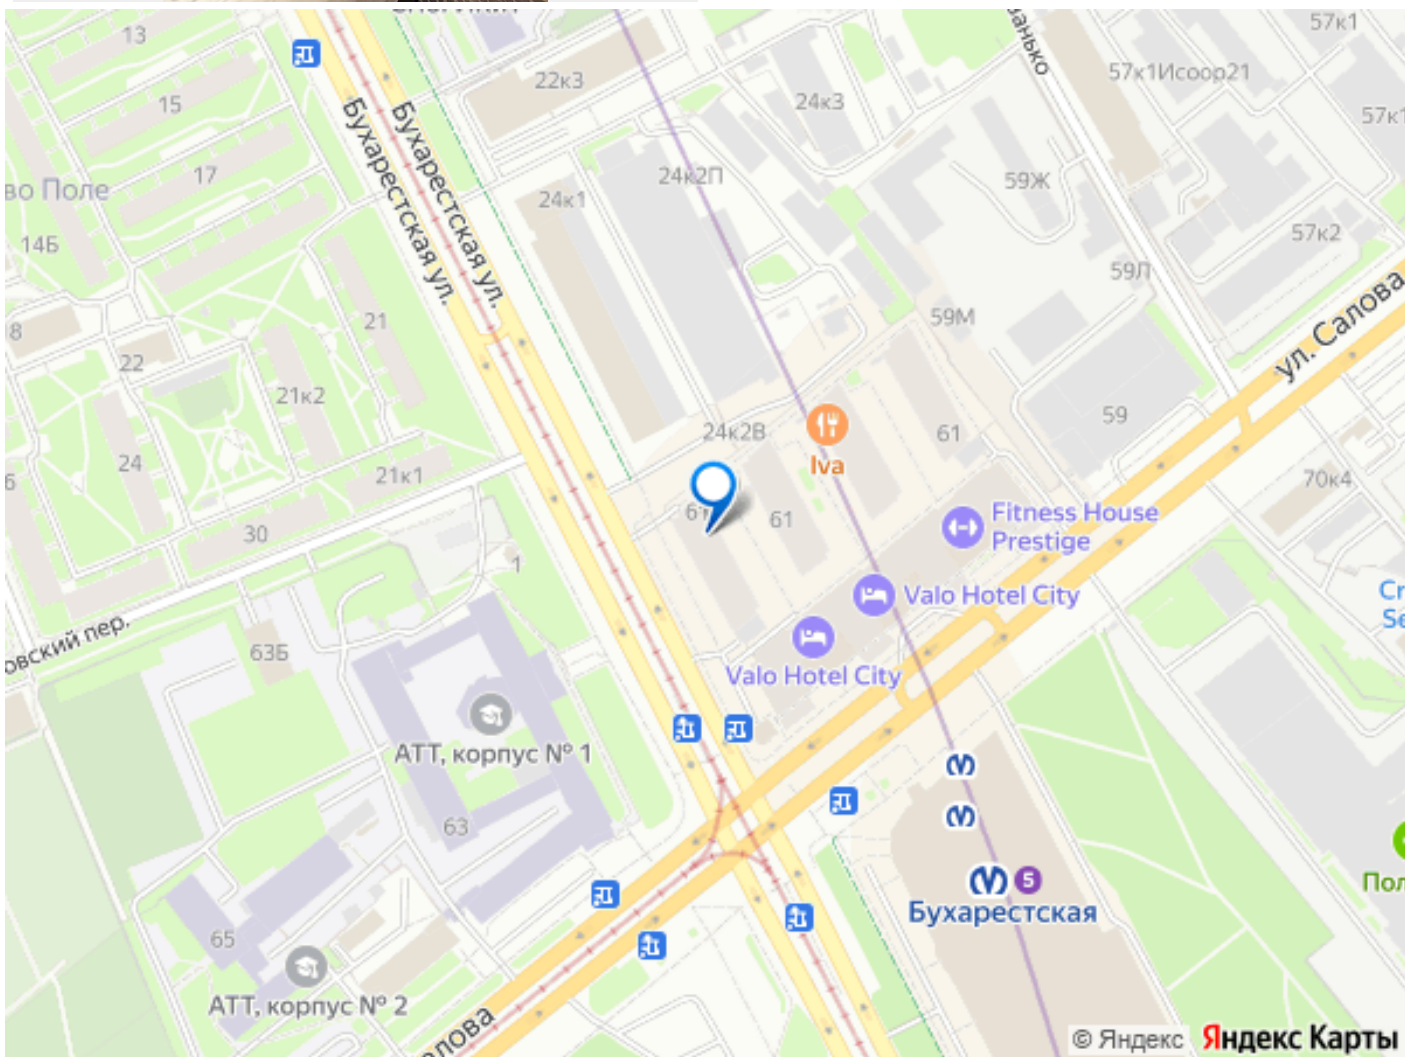 13
57к1
22к3
57к1Исоор21
15
24к3
57к1
Бухарестская ул.
Бухарестская ул.
во Поле
17
24к2П
59Ж
24к1
14Б
57к2
59Л
21
59М
8
ул. Салова
22
21к2
59
24к2В
61
24
Iva
21к1
70к4
61
Fitness House
Prestige
30
1
Valo Hotel City
63Б
Valo Hotel City
АТТ, корпус № 1
63
5
Бухарестская
65
АТТ, корпус № 2
© Яндекс Яндекс Карты